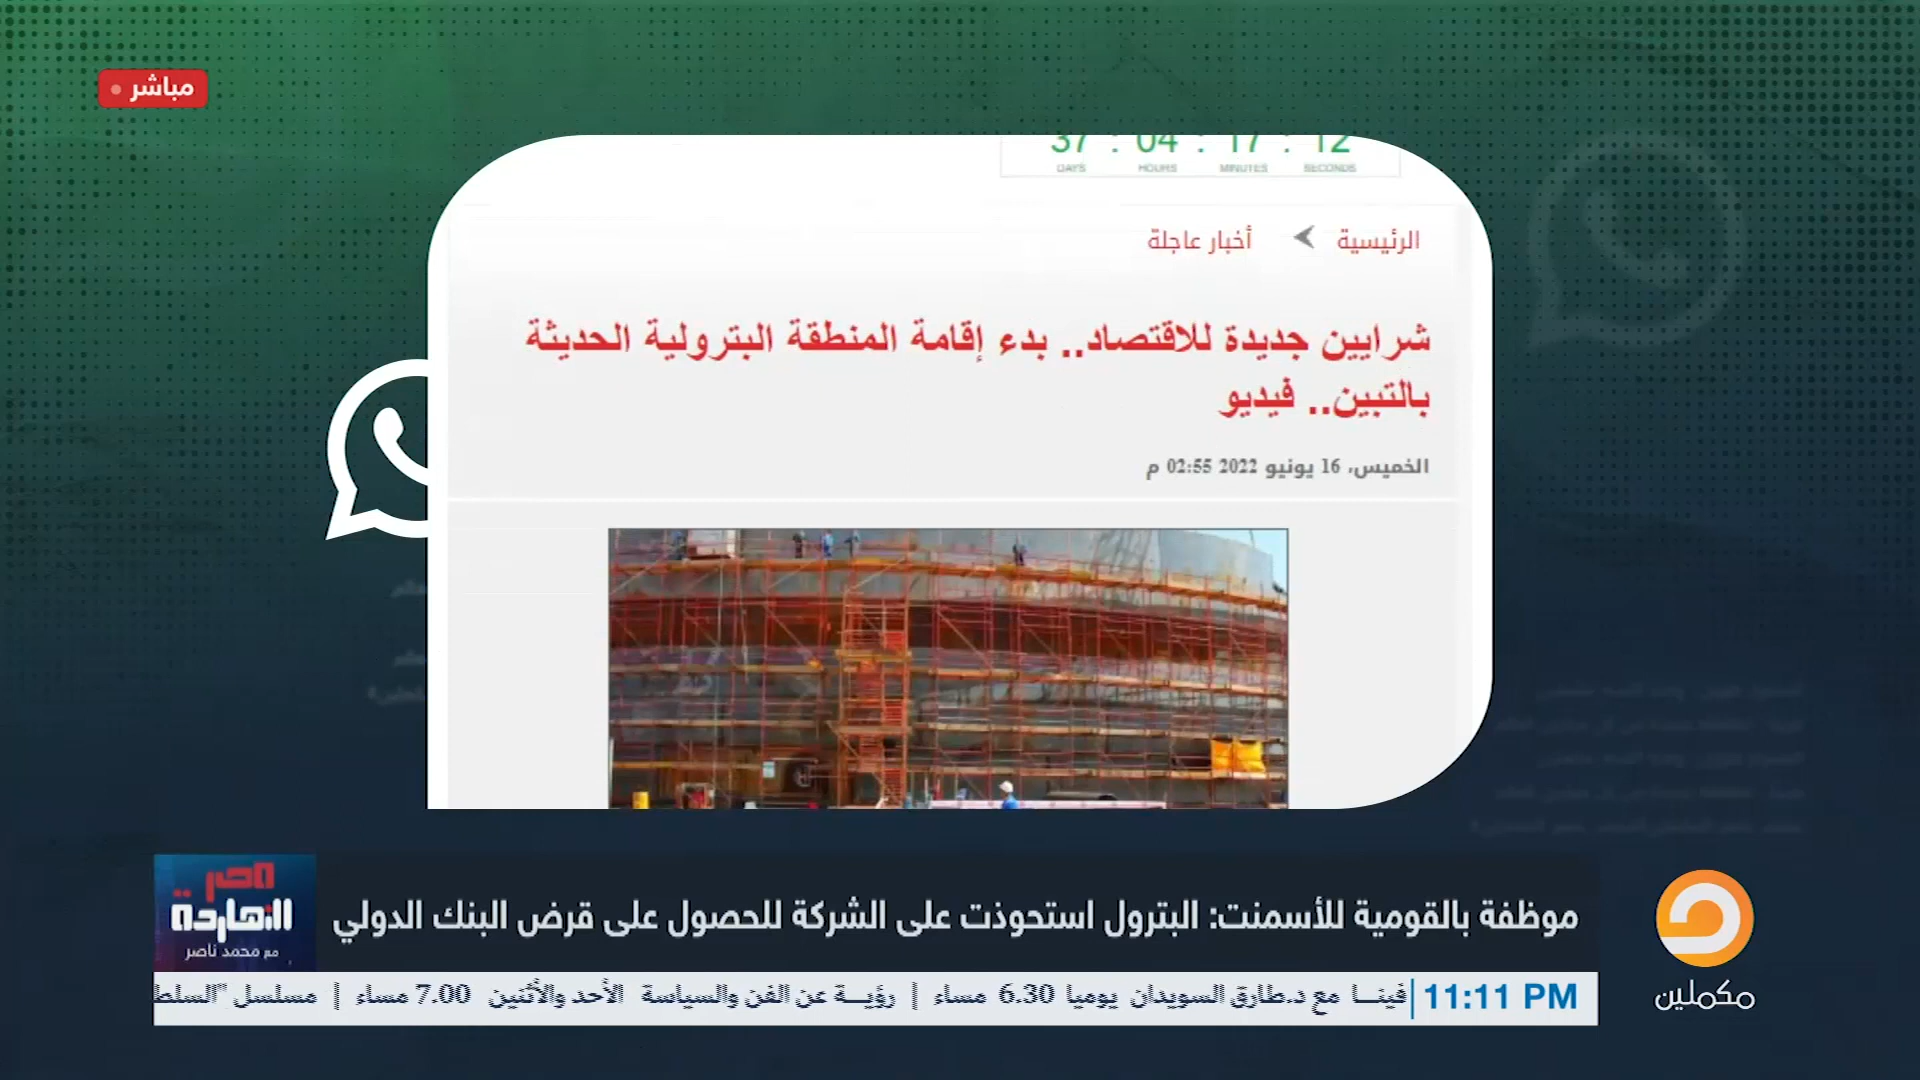 مباشر
37 : 04 : 17 : 12
DAYS HOURS MINUTES SECONDS
الرئيسية أخبار عاجلة
شرايين جديدة للاقتصاد.. بدء إقامة المنطقة البترولية الحديثة
بالتبين.. فيديو
الخميس، 16 يونيو 2022 02:55 م
مصر
النهاردة
مع محمد ناصر
موظفة بالقومية للأسمنت: البترول استحوذت على الشركة للحصول على قرض البنك الدولي
11:11 PM
فينــا مع د.طارق السويدان يوميا 6.30 مساء | رؤيــة عن الفن والسياسة الأحد والأثنين 7.00 مساء | مسلسل "السلط
مكملين